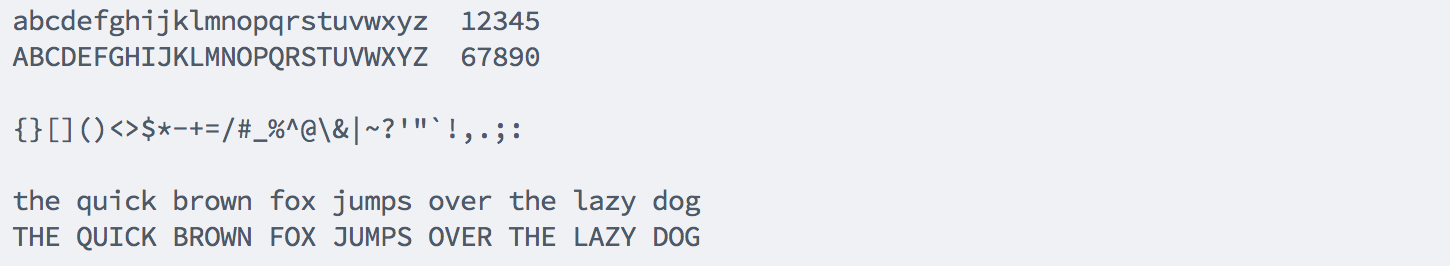 abcdefghijklmnopqrstuvwxyz  12345
ABCDEFGHIJKLMNOPQRSTUVWXYZ  67890
{}[]()<>$*-+=/#_%^@\&|~?'"`!,.;:
the quick brown fox jumps over the lazy dog
THE QUICK BROWN FOX JUMPS OVER THE LAZY DOG